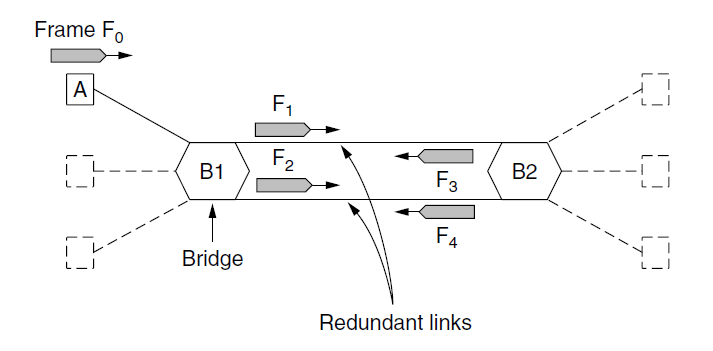 Frame F0
A
F1
B1
F2
F3
B2
F4
Bridge
Redundant links